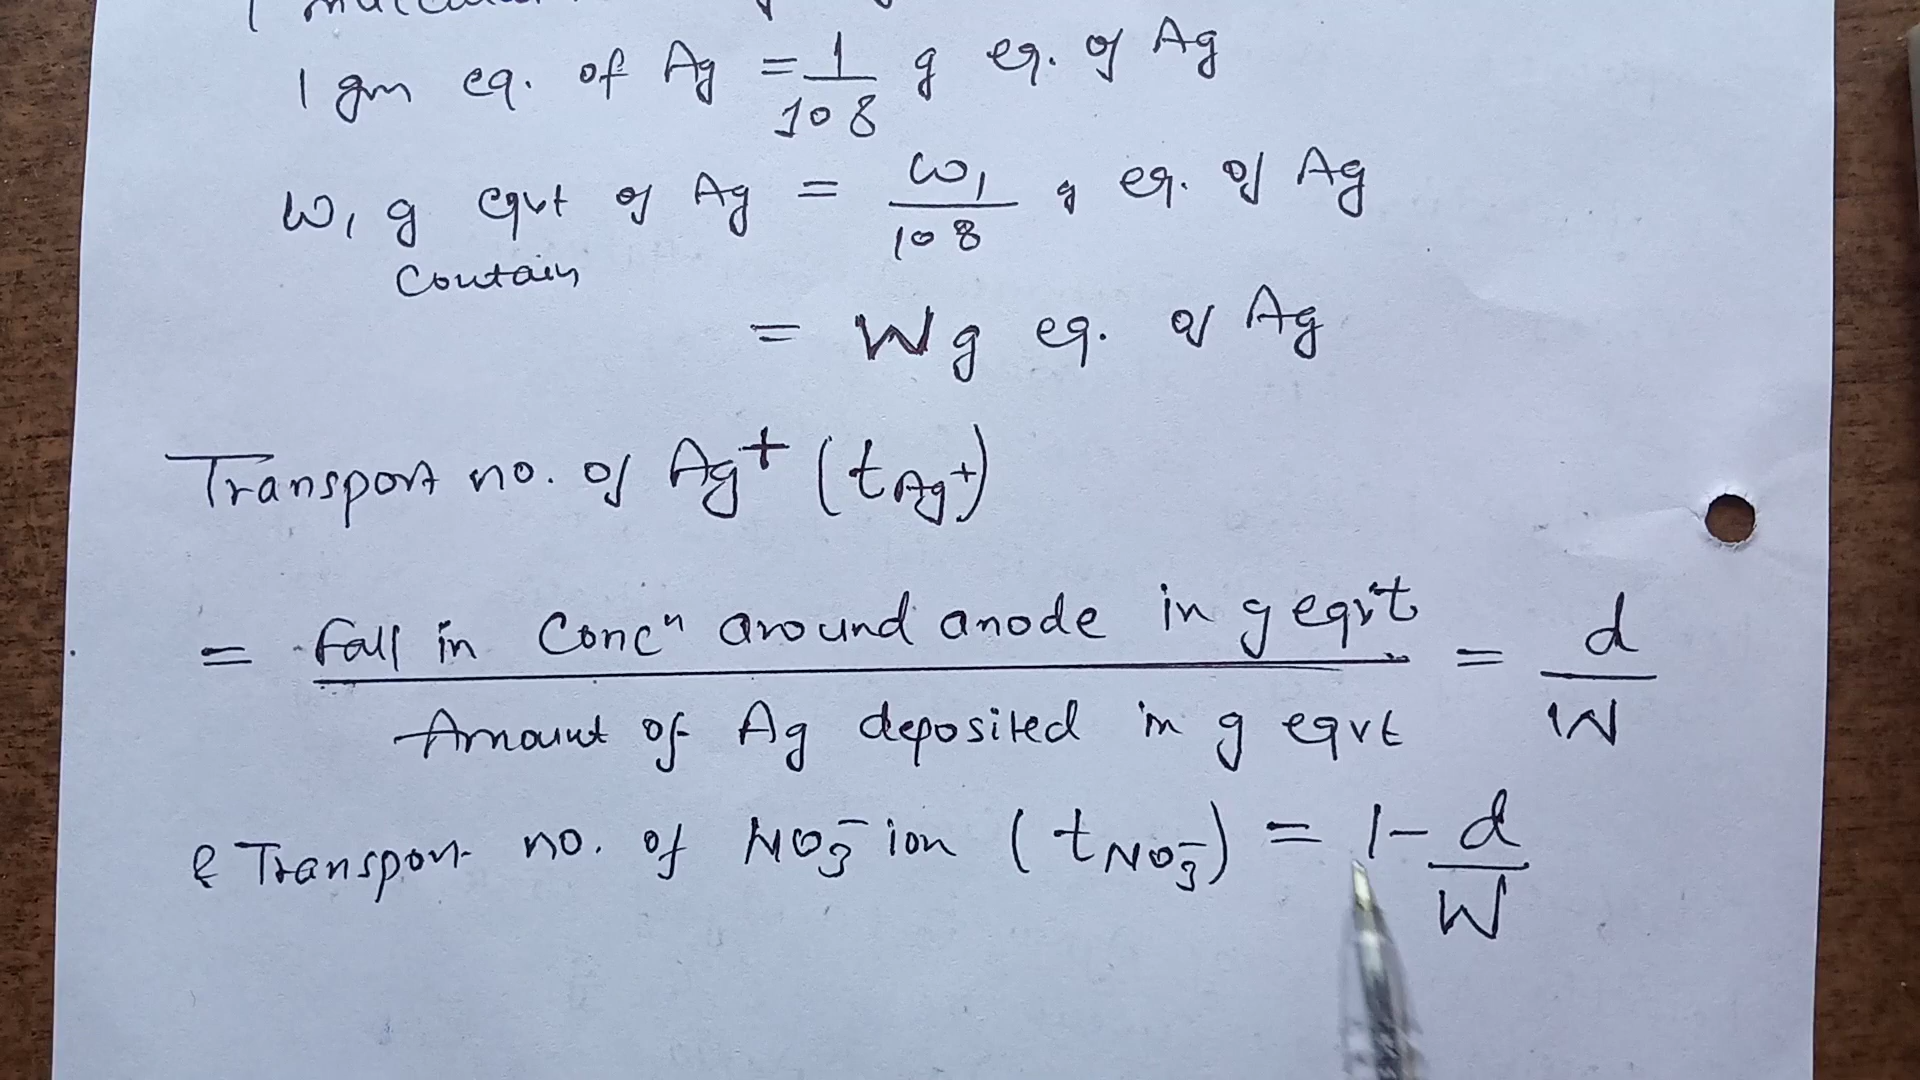 1 gm eq. of Ag = 1/108 g eq. of Ag
W₁ g eqvt of Ag = W₁/108 g eq. of Ag
Contain
= W g eq. of Ag
Transport no. of Ag⁺ (t Ag⁺)
= fall in Concⁿ around anode in g eqvt / Amount of Ag deposited in g eqvt = d/W
& Transport no. of NO₃⁻ ion (t NO₃⁻) = 1 - d/W